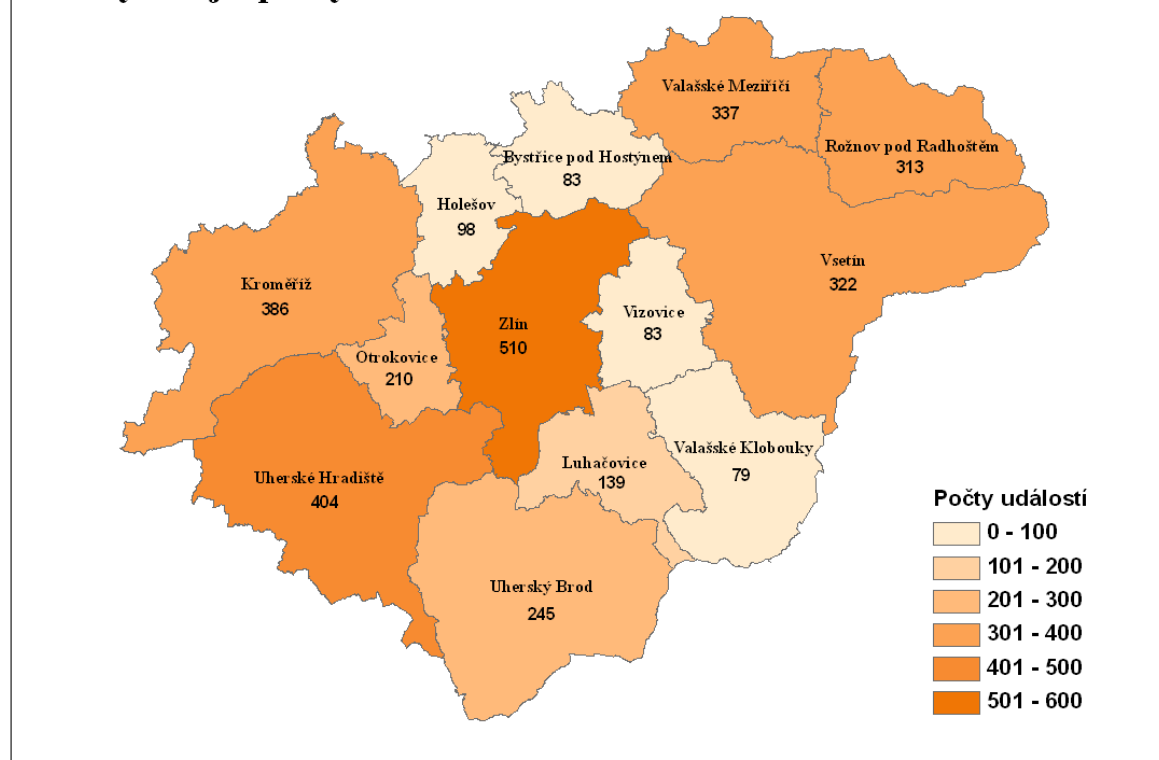 Valašské Meziříčí
337
Rožnov pod Radhoštěm
313
Bystřice pod Hostýnem
83
Holešov
98
Vsetín
322
Kroměříž
386
Zlín
510
Vizovice
83
Otrokovice
210
Valašské Klobouky
79
Luhačovice
139
Uherské Hradiště
404
Uherský Brod
245
Počty událostí
0 - 100
101 - 200
201 - 300
301 - 400
401 - 500
501 - 600